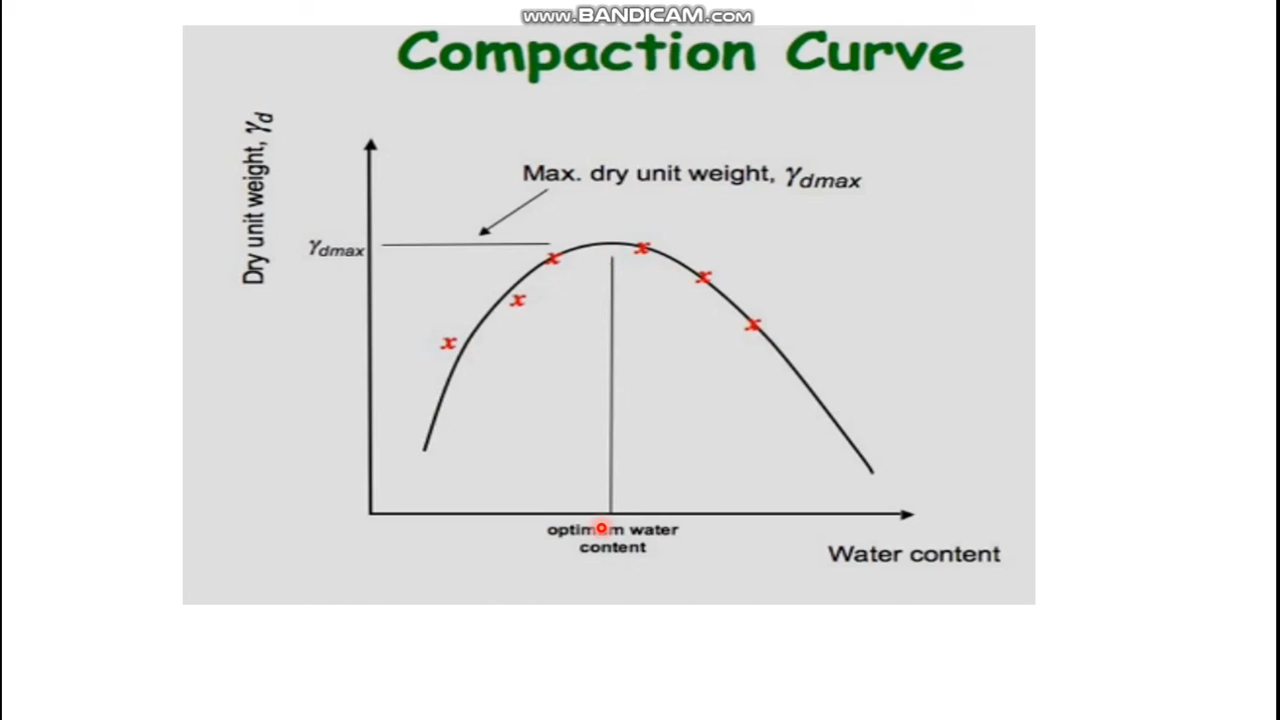 www.BANDICAM.com
Compaction Curve
Dry unit weight, γd
Max. dry unit weight, γdmax
γdmax
x
x
x
x
x
x
optimum water
content
Water content